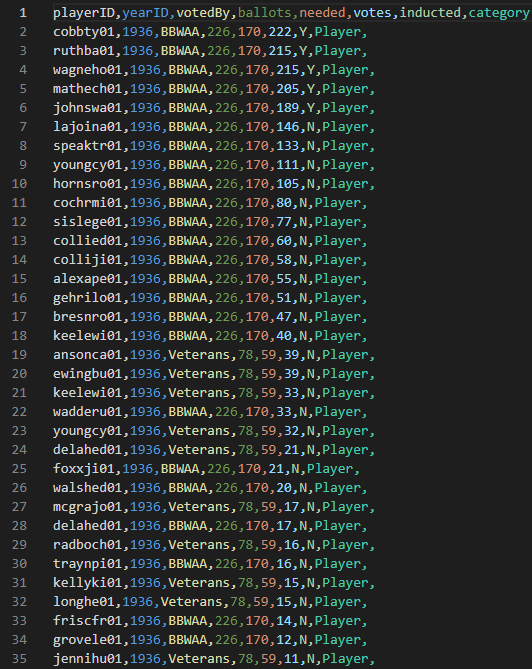 1 playerID,yearID,votedBy,ballots,needed,votes,inducted,category
2 cobbty01,1936,BBWAA,226,170,222,Y,Player,
3 ruthba01,1936,BBWAA,226,170,215,Y,Player,
4 wagneho01,1936,BBWAA,226,170,215,Y,Player,
5 mathech01,1936,BBWAA,226,170,205,Y,Player,
6 johnswa01,1936,BBWAA,226,170,189,Y,Player,
7 lajoina01,1936,BBWAA,226,170,146,N,Player,
8 speaktr01,1936,BBWAA,226,170,133,N,Player,
9 youngcy01,1936,BBWAA,226,170,111,N,Player,
10 hornsro01,1936,BBWAA,226,170,105,N,Player,
11 cochrmi01,1936,BBWAA,226,170,80,N,Player,
12 sislege01,1936,BBWAA,226,170,77,N,Player,
13 collied01,1936,BBWAA,226,170,60,N,Player,
14 colliji01,1936,BBWAA,226,170,58,N,Player,
15 alexape01,1936,BBWAA,226,170,55,N,Player,
16 gehrilo01,1936,BBWAA,226,170,51,N,Player,
17 bresnro01,1936,BBWAA,226,170,47,N,Player,
18 keelewi01,1936,BBWAA,226,170,40,N,Player,
19 ansonca01,1936,Veterans,78,59,39,N,Player,
20 ewingbu01,1936,Veterans,78,59,39,N,Player,
21 keelewi01,1936,Veterans,78,59,33,N,Player,
22 wadderu01,1936,BBWAA,226,170,33,N,Player,
23 youngcy01,1936,Veterans,78,59,32,N,Player,
24 delahed01,1936,Veterans,78,59,21,N,Player,
25 foxxji01,1936,BBWAA,226,170,21,N,Player,
26 walshed01,1936,BBWAA,226,170,20,N,Player,
27 mcgrajo01,1936,Veterans,78,59,17,N,Player,
28 delahed01,1936,BBWAA,226,170,17,N,Player,
29 radboch01,1936,Veterans,78,59,16,N,Player,
30 traynpi01,1936,BBWAA,226,170,16,N,Player,
31 kellyki01,1936,Veterans,78,59,15,N,Player,
32 longhe01,1936,Veterans,78,59,15,N,Player,
33 friscfr01,1936,BBWAA,226,170,14,N,Player,
34 grovele01,1936,BBWAA,226,170,12,N,Player,
35 jennihu01,1936,Veterans,78,59,11,N,Player,